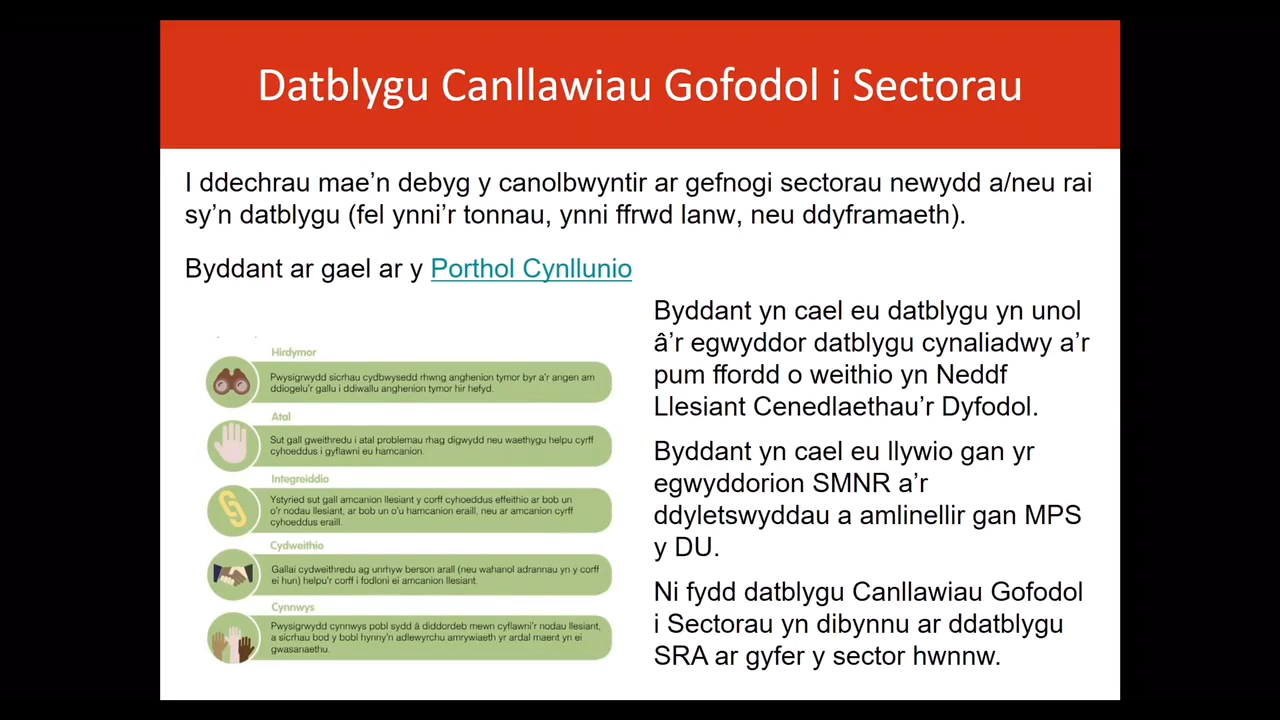 Datblygu Canllawiau Gofodol i Sectorau
I ddechrau mae’n debyg y canolbwyntir ar gefnogi sectorau newydd a/neu rai
sy’n datblygu (fel ynni’r tonnau, ynni ffrwd lanw, neu ddyframaeth).
Byddant ar gael ar y Porthol Cynllunio
Hirdymor
Pwysigrwydd sicrhau cydbwysedd rhwng anghenion tymor byr a’r angen am
ddiogelu’r gallu i ddiwallu anghenion tymor hir hefyd.
Atal
Sut gall gweithredu i atal problemau rhag digwydd neu waethygu helpu cyrff
cyhoeddus i gyflawni eu hamcanion.
Integreiddio
Ystyried sut gall amcanion llesiant y corff cyhoeddus effeithio ar bob un
o’r nodau llesiant, ar bob un o’u hamcanion eraill, neu ar amcanion cyrff
cyhoeddus eraill.
Cydweithio
Gallai cydweithredu ag unrhyw berson arall (neu wahanol adrannau yn y corff
ei hun) helpu’r corff i fodloni ei amcanion llesiant.
Cynnwys
Pwysigrwydd cynnwys pobl sydd â diddordeb mewn cyflawni’r nodau llesiant,
a sicrhau bod y bobl hynny’n adlewyrchu amrywiaeth yr ardal maent yn ei
gwasanaethu.
Byddant yn cael eu datblygu yn unol
â’r egwyddor datblygu cynaliadwy a’r
pum ffordd o weithio yn Neddf
Llesiant Cenedlaethau’r Dyfodol.
Byddant yn cael eu llywio gan yr
egwyddorion SMNR a’r
ddyletswyddau a amlinellir gan MPS
y DU.
Ni fydd datblygu Canllawiau Gofodol
i Sectorau yn dibynnu ar ddatblygu
SRA ar gyfer y sector hwnnw.